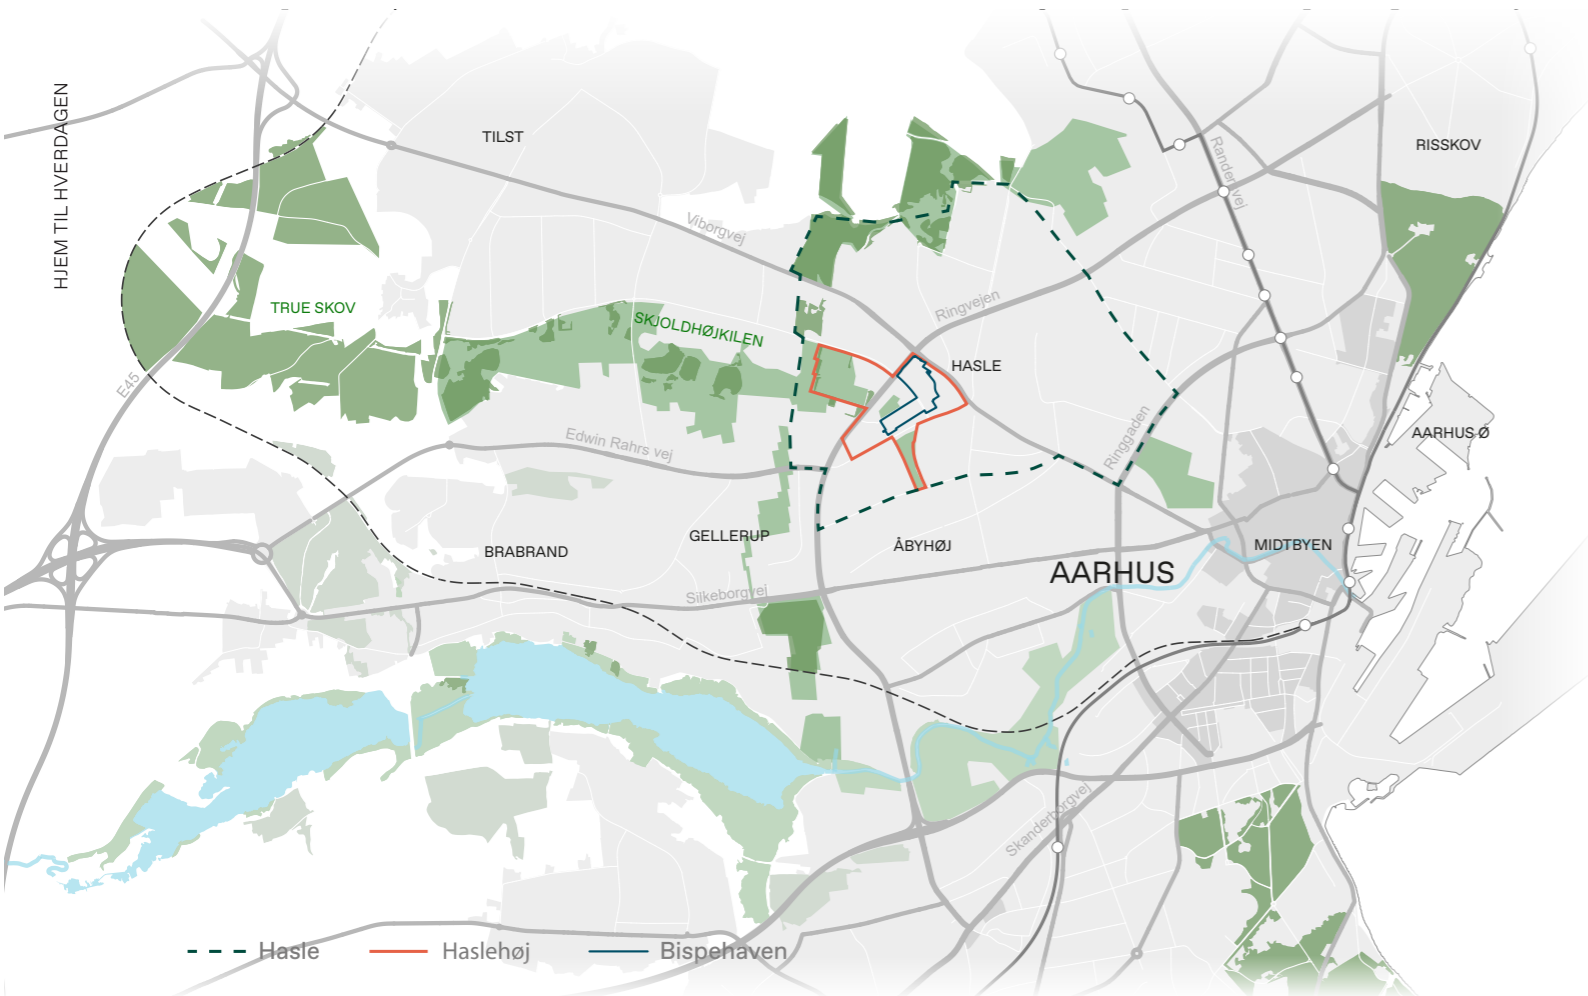 HJEM TIL HVERDAGEN
TILST
RISSKOV
Randersvej
Viborgvej
TRUE SKOV
SKJOLDHØJKILEN
Ringvejen
HASLE
E45
Edwin Rahrs vej
Ringgaden
AARHUS Ø
GELLERUP
BRABRAND
ÅBYHØJ
MIDTBYEN
AARHUS
Silkeborgvej
Skanderborgvej
Hasle
Haslehøj
Bispehaven